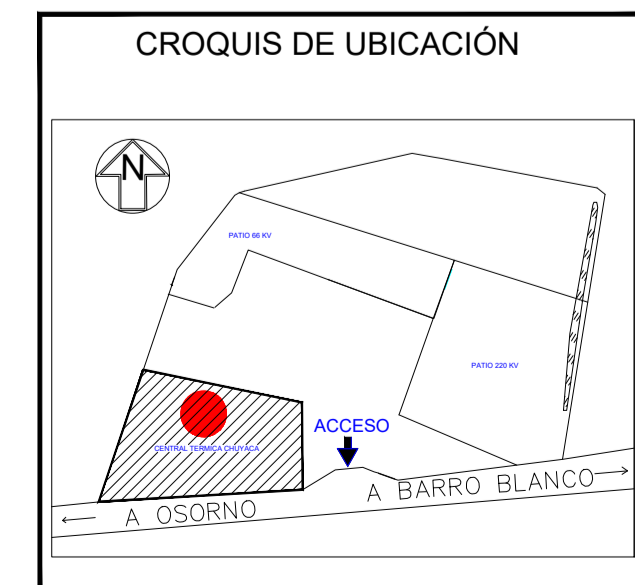 CROQUIS DE UBICACIÓN
N
PATIO 66 KV
PATIO 220 KV
ACCESO
CENTRAL TERMICA CHUYACA
A BARRO BLANCO
A OSORNO